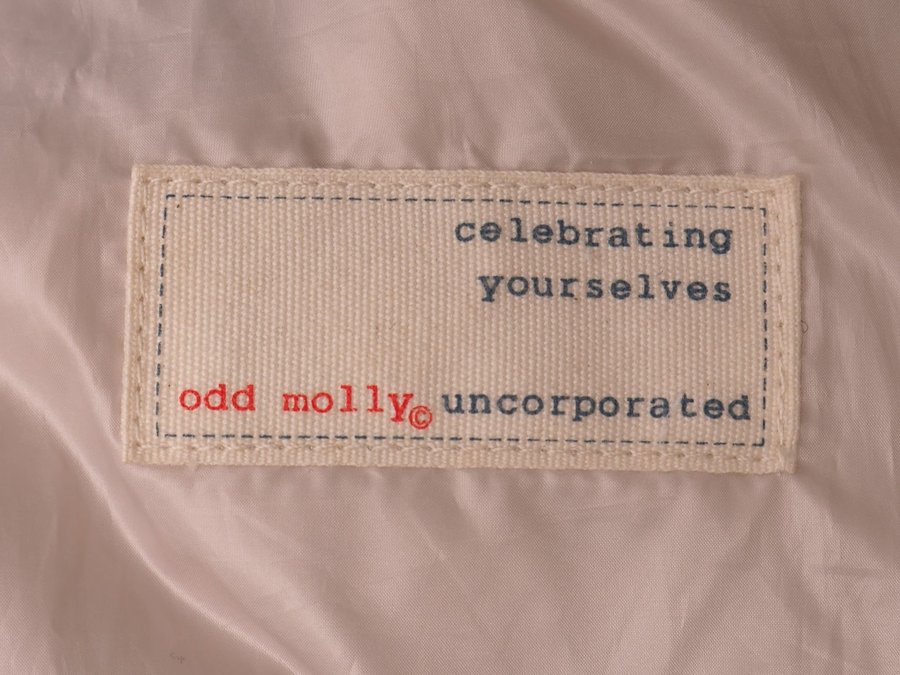 celebrating
yourselves
odd molly© uncorporated